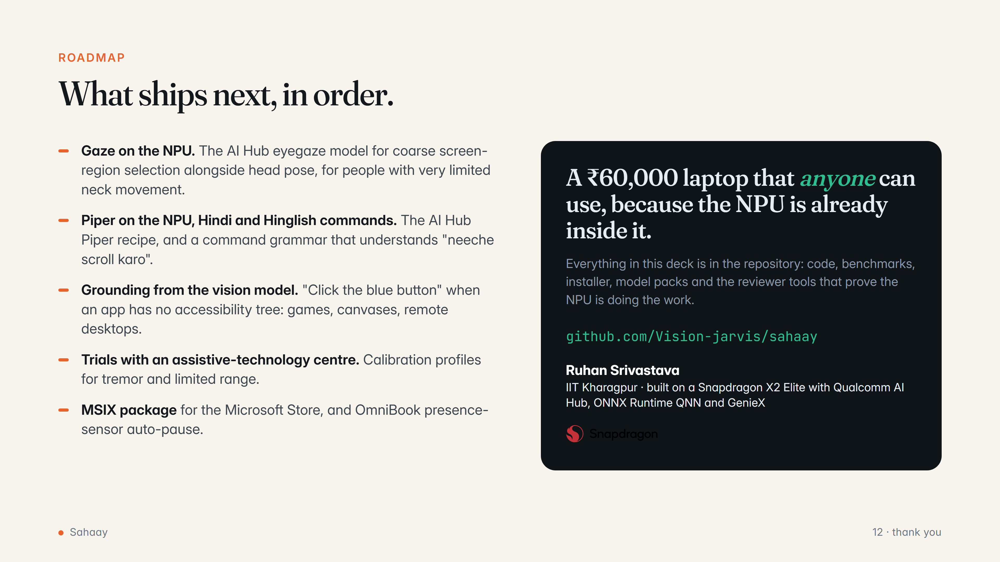 ROADMAP
What ships next, in order.
Gaze on the NPU. The AI Hub eyegaze model for coarse screen-
region selection alongside head pose, for people with very limited
neck movement.
Piper on the NPU, Hindi and Hinglish commands. The AI Hub
Piper recipe, and a command grammar that understands "neeche
scroll karo".
Grounding from the vision model. "Click the blue button" when
an app has no accessibility tree: games, canvases, remote
desktops.
Trials with an assistive-technology centre. Calibration profiles
for tremor and limited range.
MSIX package for the Microsoft Store, and OmniBook presence-
sensor auto-pause.
A ₹60,000 laptop that anyone can
use, because the NPU is already
inside it.
Everything in this deck is in the repository: code, benchmarks,
installer, model packs and the reviewer tools that prove the
NPU is doing the work.
github.com/Vision-jarvis/sahaay
Ruhan Srivastava
IIT Kharagpur · built on a Snapdragon X2 Elite with Qualcomm AI
Hub, ONNX Runtime QNN and GenieX
Snapdragon
Sahaay
12 · thank you